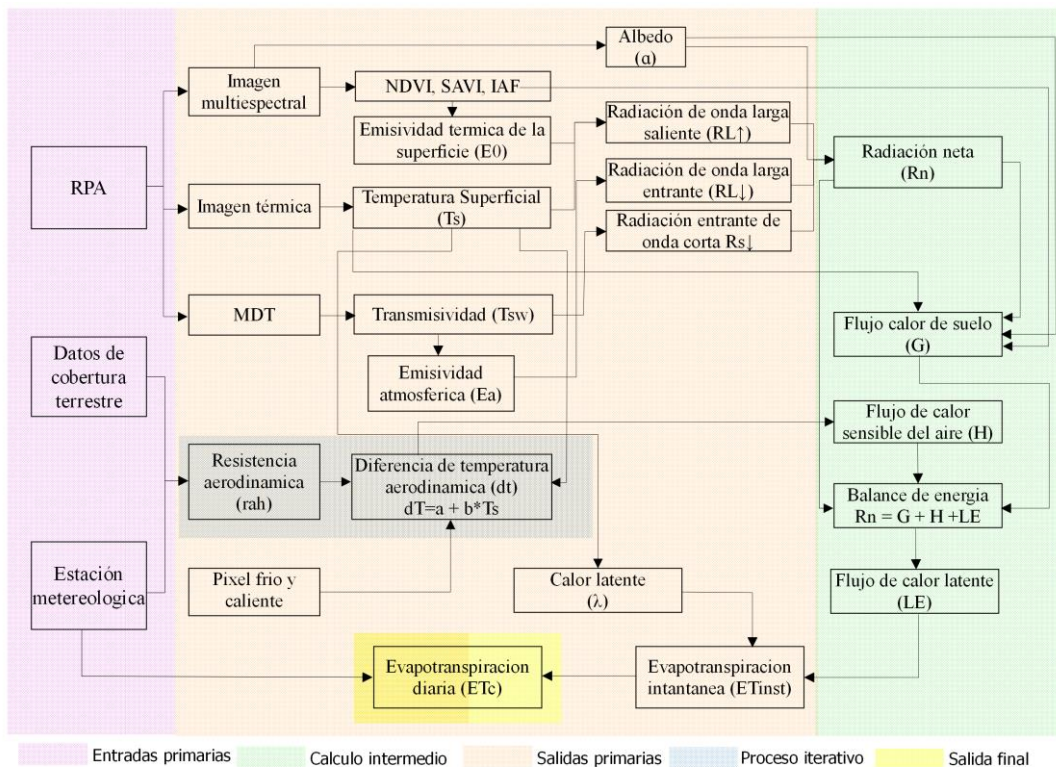 Albedo
(α)
Imagen
multiespectral
NDVI, SAVI, IAF
Emisividad termica de la
superficie (E0)
Radiación de onda larga
saliente (RL↑)
Radiación neta
(Rn)
RPA
Radiación de onda larga
entrante (RL↓)
Imagen térmica
Temperatura Superficial
(Ts)
Radiación entrante de
onda corta Rs↓
MDT
Transmisividad (Tsw)
Flujo calor de suelo
(G)
Datos de
cobertura
terrestre
Emisividad
atmosferica (Ea)
Flujo de calor
sensible del aire (H)
Resistencia
aerodinamica
(rah)
Diferencia de temperatura
aerodinamica (dt)
dT=a + b*Ts
Balance de energia
Rn = G + H +LE
Estación
metereologica
Pixel frio y
caliente
Calor latente
(λ)
Flujo de calor latente
(LE)
Evapotranspiracion
diaria (ETc)
Evapotranspiracion
instantanea (ETinst)
Entradas primarias
Calculo intermedio
Salidas primarias
Proceso iterativo
Salida final